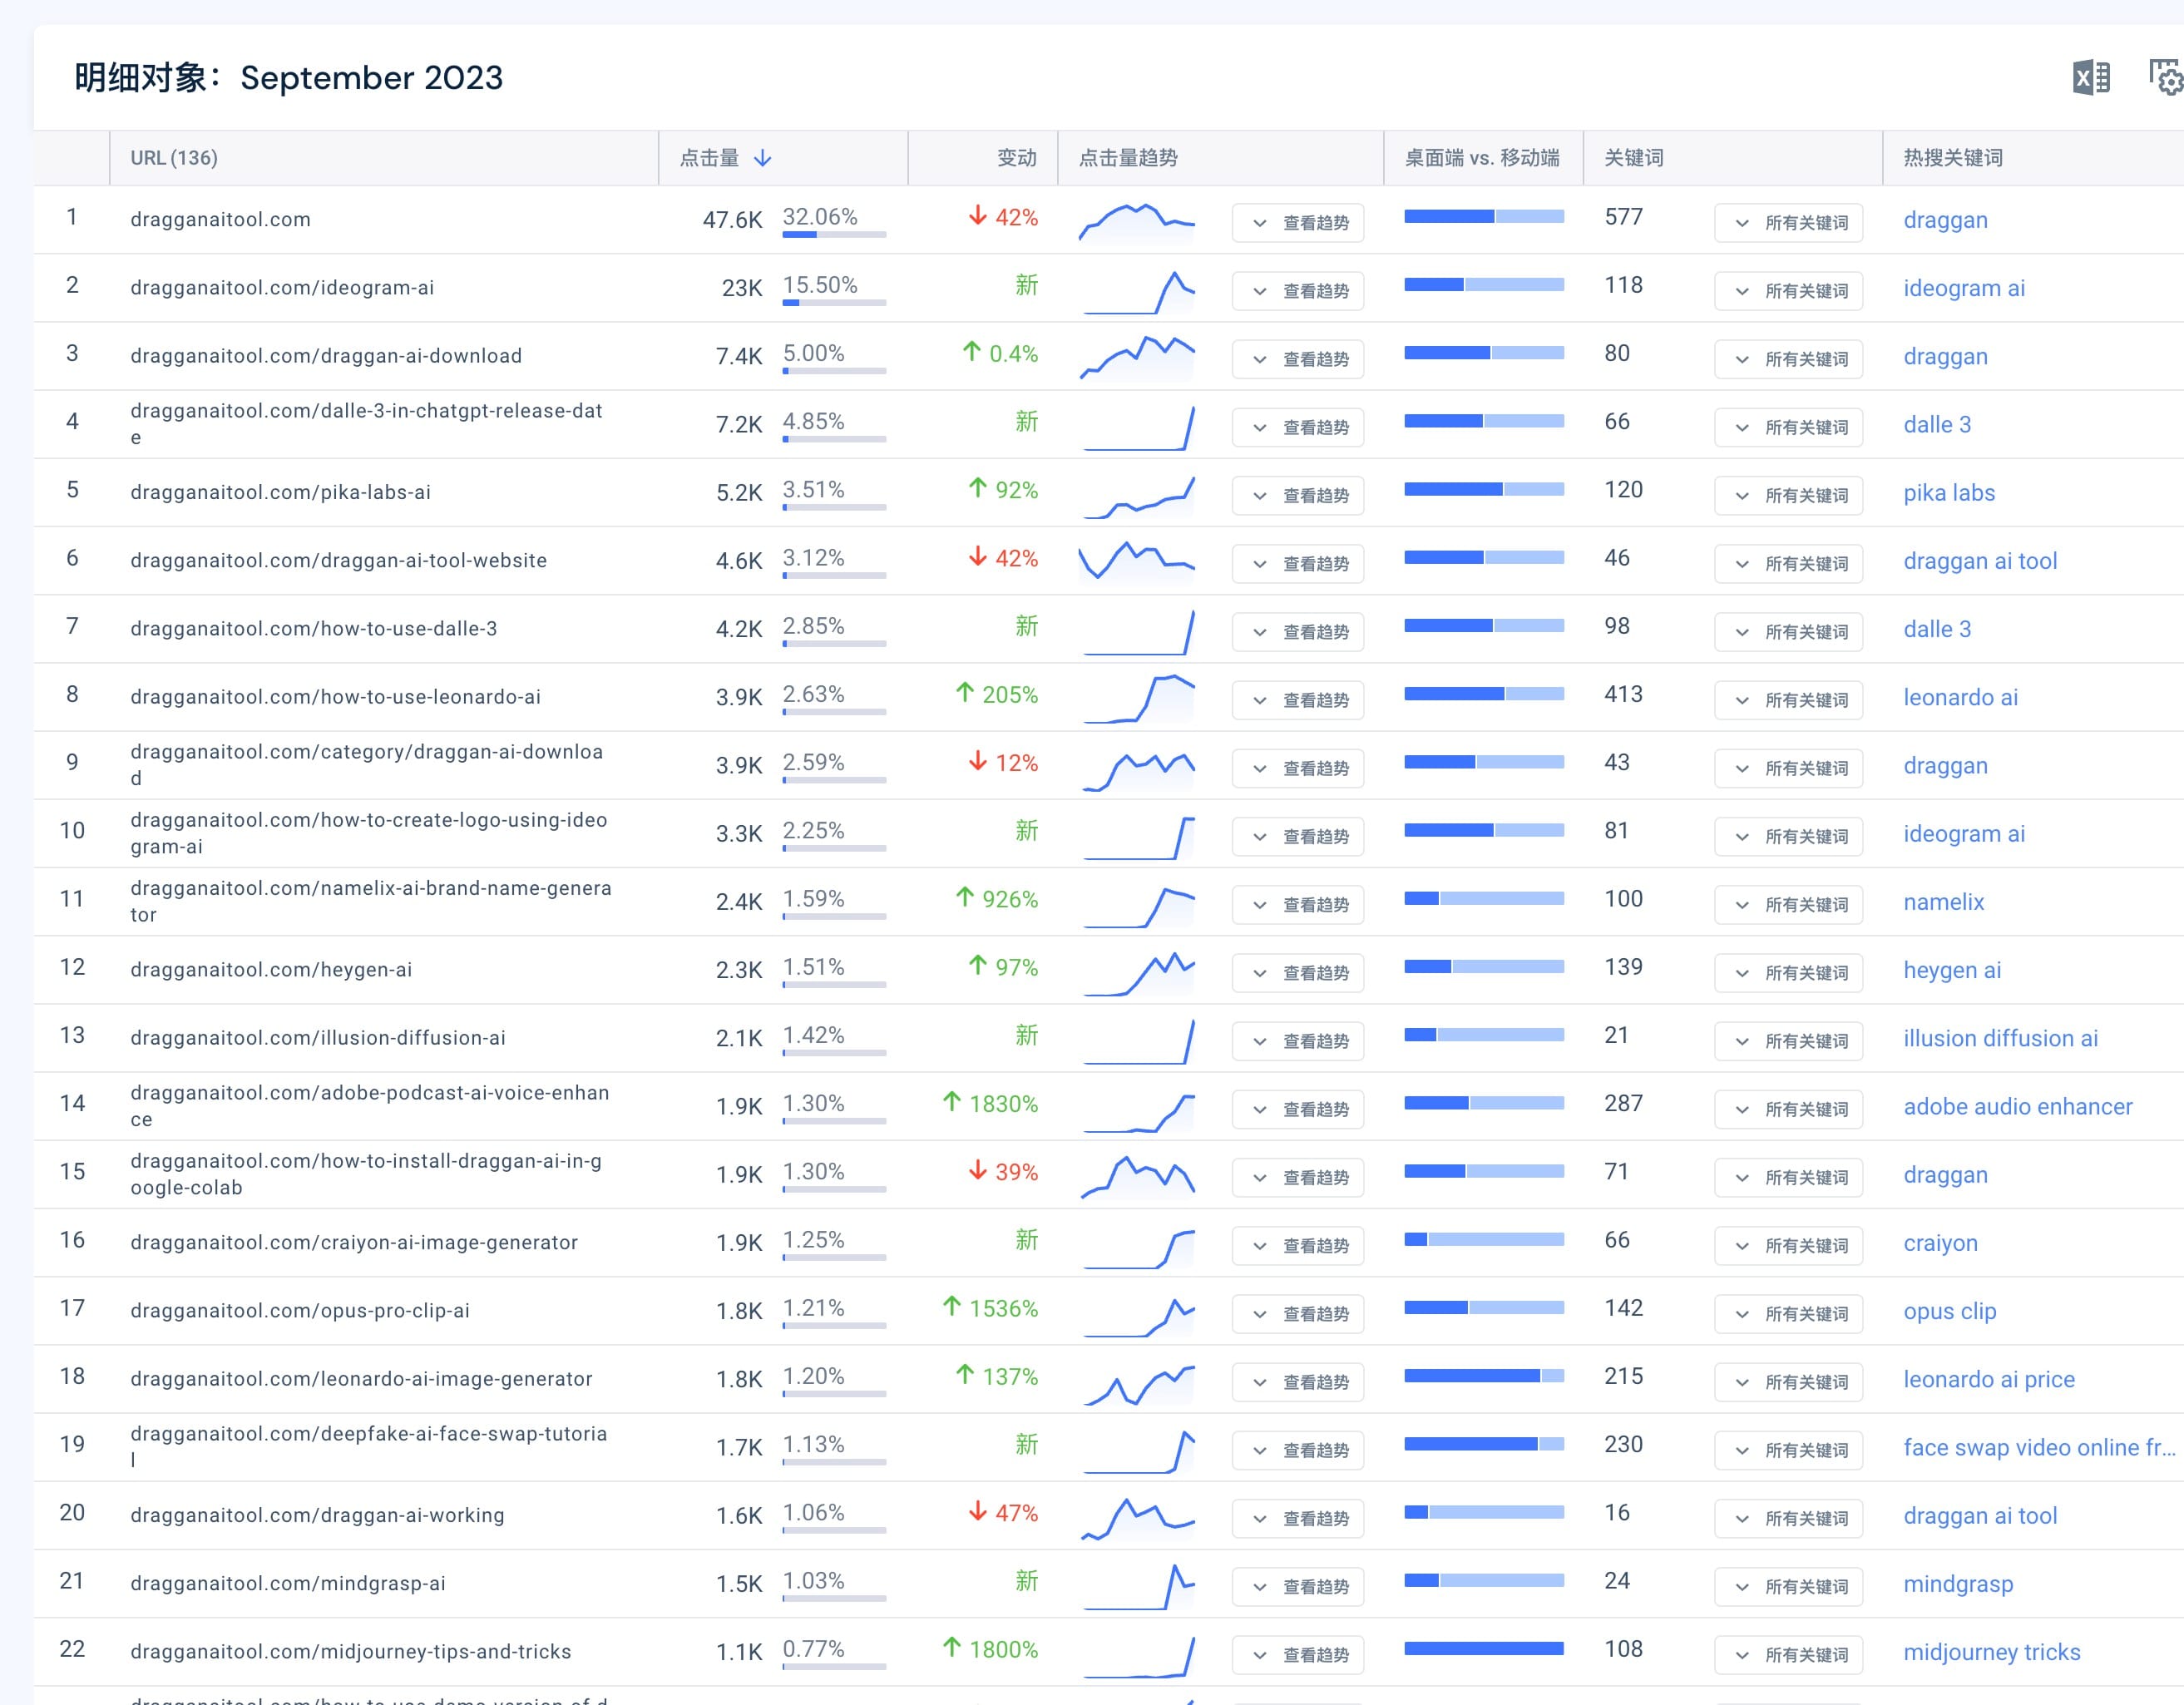 明细对象：September 2023
URL (136) 点击量 变动 点击量趋势 桌面端 vs. 移动端 关键词 热搜关键词
1 dragganaitool.com 47.6K 32.06% 42% 查看趋势 577 所有关键词 draggan
2 dragganaitool.com/ideogram-ai 23K 15.50% 新 查看趋势 118 所有关键词 ideogram ai
3 dragganaitool.com/draggan-ai-download 7.4K 5.00% 0.4% 查看趋势 80 所有关键词 draggan
4 dragganaitool.com/dalle-3-in-chatgpt-release-dat
e 7.2K 4.85% 新 查看趋势 66 所有关键词 dalle 3
5 dragganaitool.com/pika-labs-ai 5.2K 3.51% 92% 查看趋势 120 所有关键词 pika labs
6 dragganaitool.com/draggan-ai-tool-website 4.6K 3.12% 42% 查看趋势 46 所有关键词 draggan ai tool
7 dragganaitool.com/how-to-use-dalle-3 4.2K 2.85% 新 查看趋势 98 所有关键词 dalle 3
8 dragganaitool.com/how-to-use-leonardo-ai 3.9K 2.63% 205% 查看趋势 413 所有关键词 leonardo ai
9 dragganaitool.com/category/draggan-ai-downloa
d 3.9K 2.59% 12% 查看趋势 43 所有关键词 draggan
10 dragganaitool.com/how-to-create-logo-using-ideo
gram-ai 3.3K 2.25% 新 查看趋势 81 所有关键词 ideogram ai
11 dragganaitool.com/namelix-ai-brand-name-genera
tor 2.4K 1.59% 926% 查看趋势 100 所有关键词 namelix
12 dragganaitool.com/heygen-ai 2.3K 1.51% 97% 查看趋势 139 所有关键词 heygen ai
13 dragganaitool.com/illusion-diffusion-ai 2.1K 1.42% 新 查看趋势 21 所有关键词 illusion diffusion ai
14 dragganaitool.com/adobe-podcast-ai-voice-enhan
ce 1.9K 1.30% 1830% 查看趋势 287 所有关键词 adobe audio enhancer
15 dragganaitool.com/how-to-install-draggan-ai-in-g
oogle-colab 1.9K 1.30% 39% 查看趋势 71 所有关键词 draggan
16 dragganaitool.com/craiyon-ai-image-generator 1.9K 1.25% 新 查看趋势 66 所有关键词 craiyon
17 dragganaitool.com/opus-pro-clip-ai 1.8K 1.21% 1536% 查看趋势 142 所有关键词 opus clip
18 dragganaitool.com/leonardo-ai-image-generator 1.8K 1.20% 137% 查看趋势 215 所有关键词 leonardo ai price
19 dragganaitool.com/deepfake-ai-face-swap-tutoria
l 1.7K 1.13% 新 查看趋势 230 所有关键词 face swap video online fr...
20 dragganaitool.com/draggan-ai-working 1.6K 1.06% 47% 查看趋势 16 所有关键词 draggan ai tool
21 dragganaitool.com/mindgrasp-ai 1.5K 1.03% 新 查看趋势 24 所有关键词 mindgrasp
22 dragganaitool.com/midjourney-tips-and-tricks 1.1K 0.77% 1800% 查看趋势 108 所有关键词 midjourney tricks